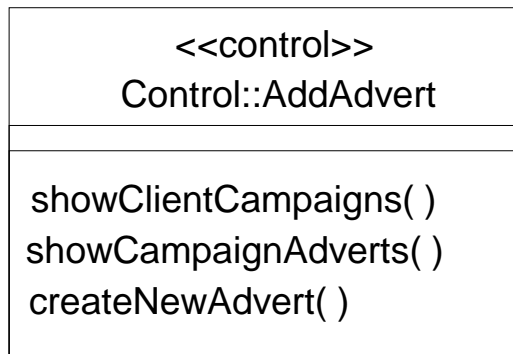 <<control>>
Control::AddAdvert
showClientCampaigns( )
showCampaignAdverts( )
createNewAdvert( )